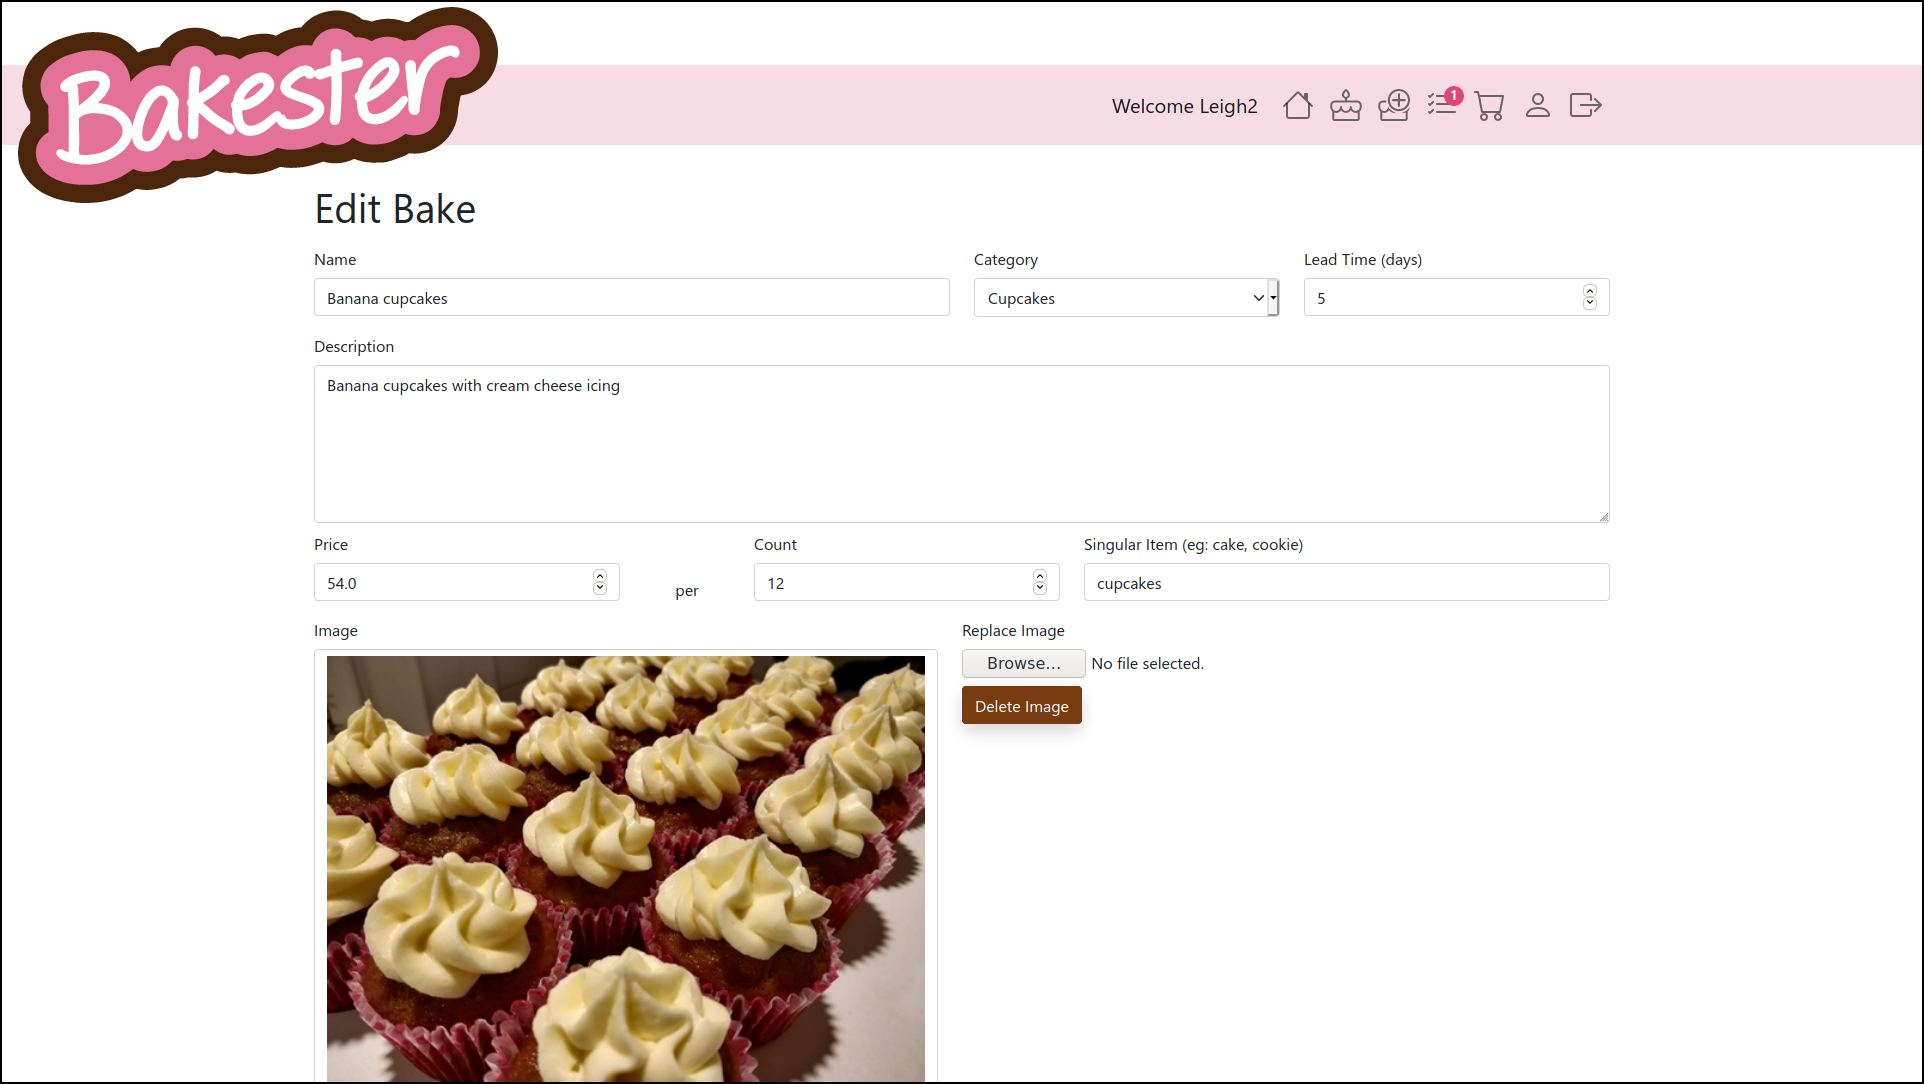 Bakester
Welcome Leigh2
1
Edit Bake
Name
Category
Lead Time (days)
Banana cupcakes
Cupcakes
5
Description
Banana cupcakes with cream cheese icing
Price
Count
Singular Item (eg: cake, cookie)
54.0
per
12
cupcakes
Image
Replace Image
Browse...
No file selected.
Delete Image